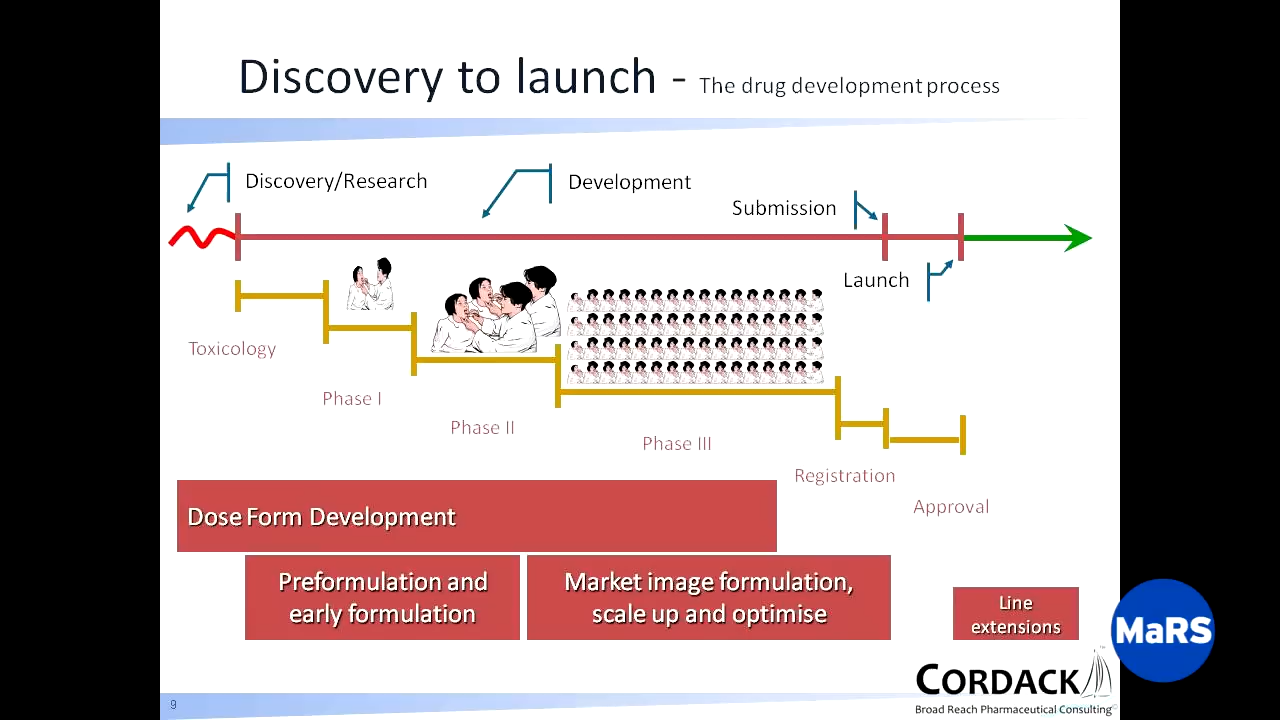 Discovery to launch - The drug development process
Discovery/Research
Development
Submission
Launch
Toxicology
Phase I
Phase II
Phase III
Registration
Approval
Dose Form Development
Preformulation and
early formulation
Market image formulation,
scale up and optimise
Line
extensions
MaRS
CORDACK
Broad Reach Pharmaceutical Consulting©
9